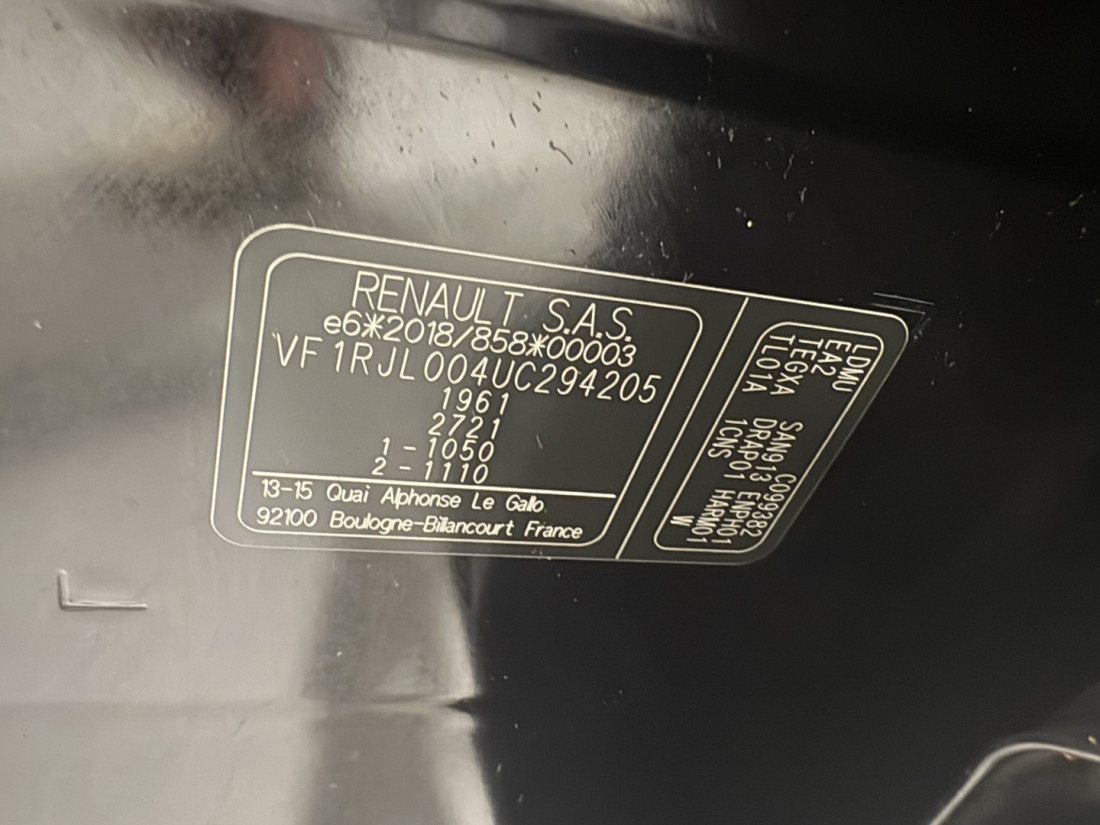 RENAULT S.A.S.
e6*2018/858*00003
VF1RJL004UC294205
1961
2721
1-1050
2-1110
13-15 Quai Alphonse Le Gallo
92100 Boulogne-Billancourt France
LDMU
EA2 SAN913 C099382
TEGXA DRAP01 ENPH01
TL01A 1CNS HARM01
W